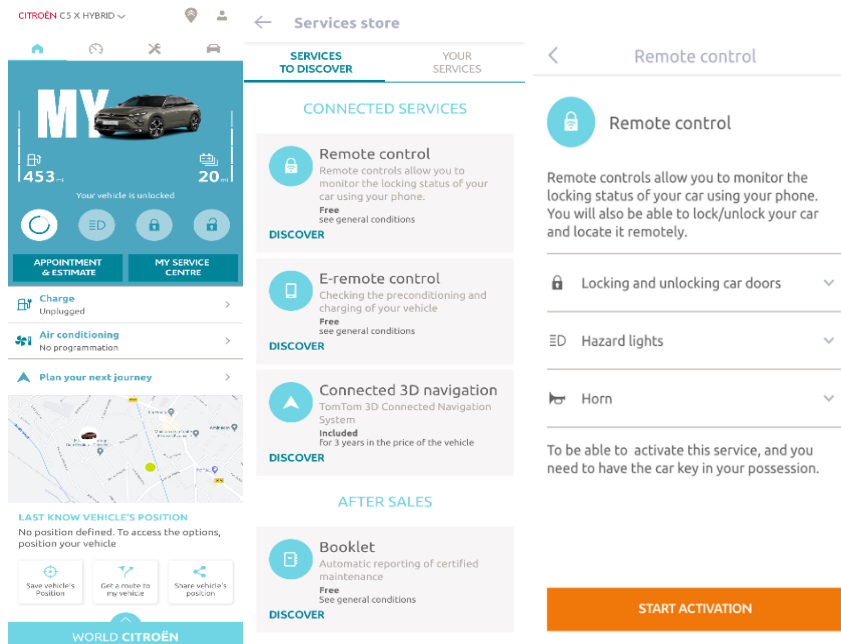 CITROËN C5 X HYBRID
MY
453 mi
20 mi
Your vehicle is unlocked
APPOINTMENT
& ESTIMATE
MY SERVICE
CENTRE
Charge
Unplugged
Air conditioning
No programmation
Plan your next journey
LAST KNOW VEHICLE'S POSITION
No position defined. To access the options,
position your vehicle
Save vehicle's
Position
Get a route to
my vehicle
Share vehicle's
position
WORLD CITROËN
Services store
SERVICES
TO DISCOVER
YOUR
SERVICES
CONNECTED SERVICES
Remote control
Remote controls allow you to
monitor the locking status of your
car using your phone.
Free
see general conditions
DISCOVER
E-remote control
Checking the preconditioning and
charging of your vehicle
Free
see general conditions
DISCOVER
Connected 3D navigation
TomTom 3D Connected Navigation
System
Included
for 3 years in the price of the vehicle
DISCOVER
AFTER SALES
Booklet
Automatic reporting of certified
maintenance
Free
See general conditions
DISCOVER
Remote control
Remote control
Remote controls allow you to monitor the
locking status of your car using your phone.
You will also be able to lock/unlock your car
and locate it remotely.
Locking and unlocking car doors
Hazard lights
Horn
To be able to activate this service, and you
need to have the car key in your possession.
START ACTIVATION